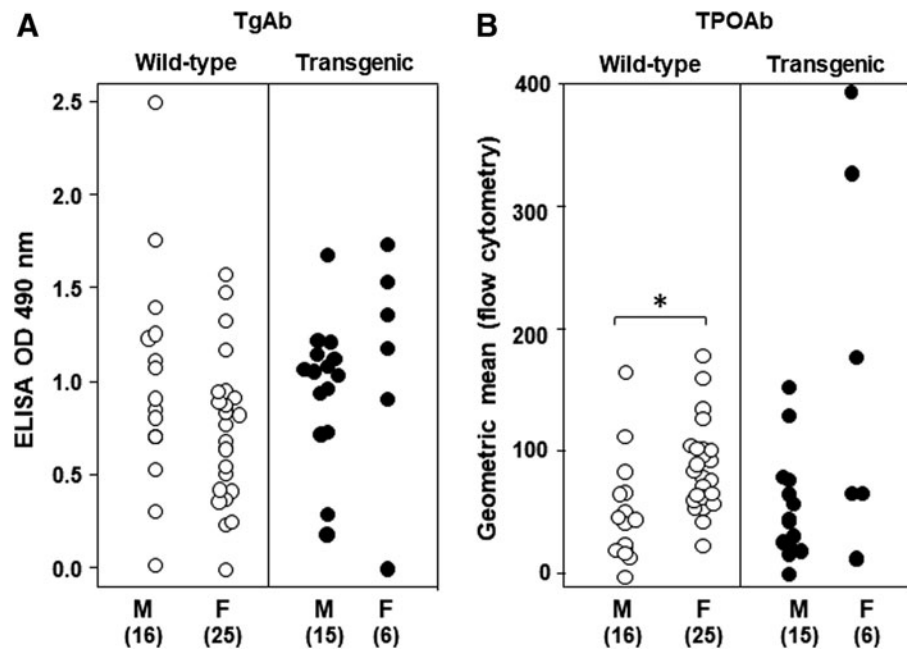 A
TgAb
Wild-type
Transgenic
ELISA OD 490 nm
2.5
2.0
1.5
1.0
0.5
0.0
M
F
M
F
(16)
(25)
(15)
(6)
B
TPOAb
Wild-type
Transgenic
Geometric mean (flow cytometry)
400
300
200
100
0
*
M
F
M
F
(16)
(25)
(15)
(6)